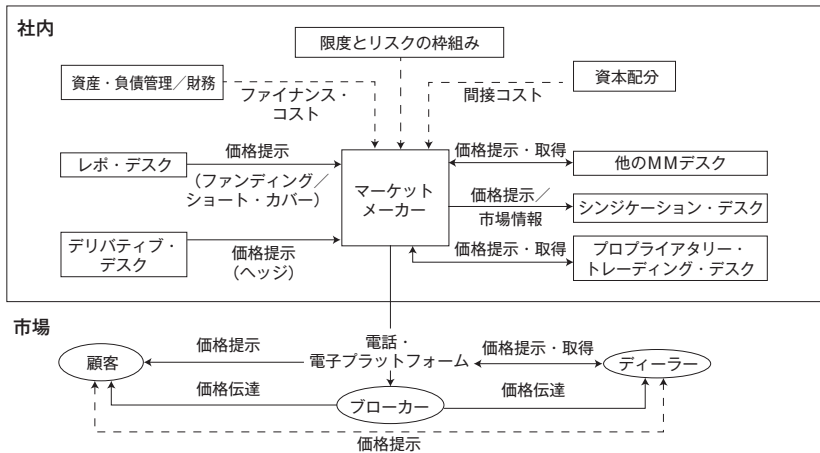 社内
限度とリスクの枠組み
資産・負債管理／財務
資本配分
ファイナンス・
コスト
間接コスト
レポ・デスク
価格提示
（ファンディング／
ショート・カバー）
マーケット
メーカー
価格提示・取得
他のMMデスク
価格提示／
市場情報
シンジケーション・デスク
デリバティブ・
デスク
価格提示
（ヘッジ）
価格提示・取得
プロプライアタリー・
トレーディング・デスク
市場
顧客
価格提示
電話・
電子プラットフォーム
価格提示・取得
ディーラー
価格伝達
ブローカー
価格伝達
価格提示